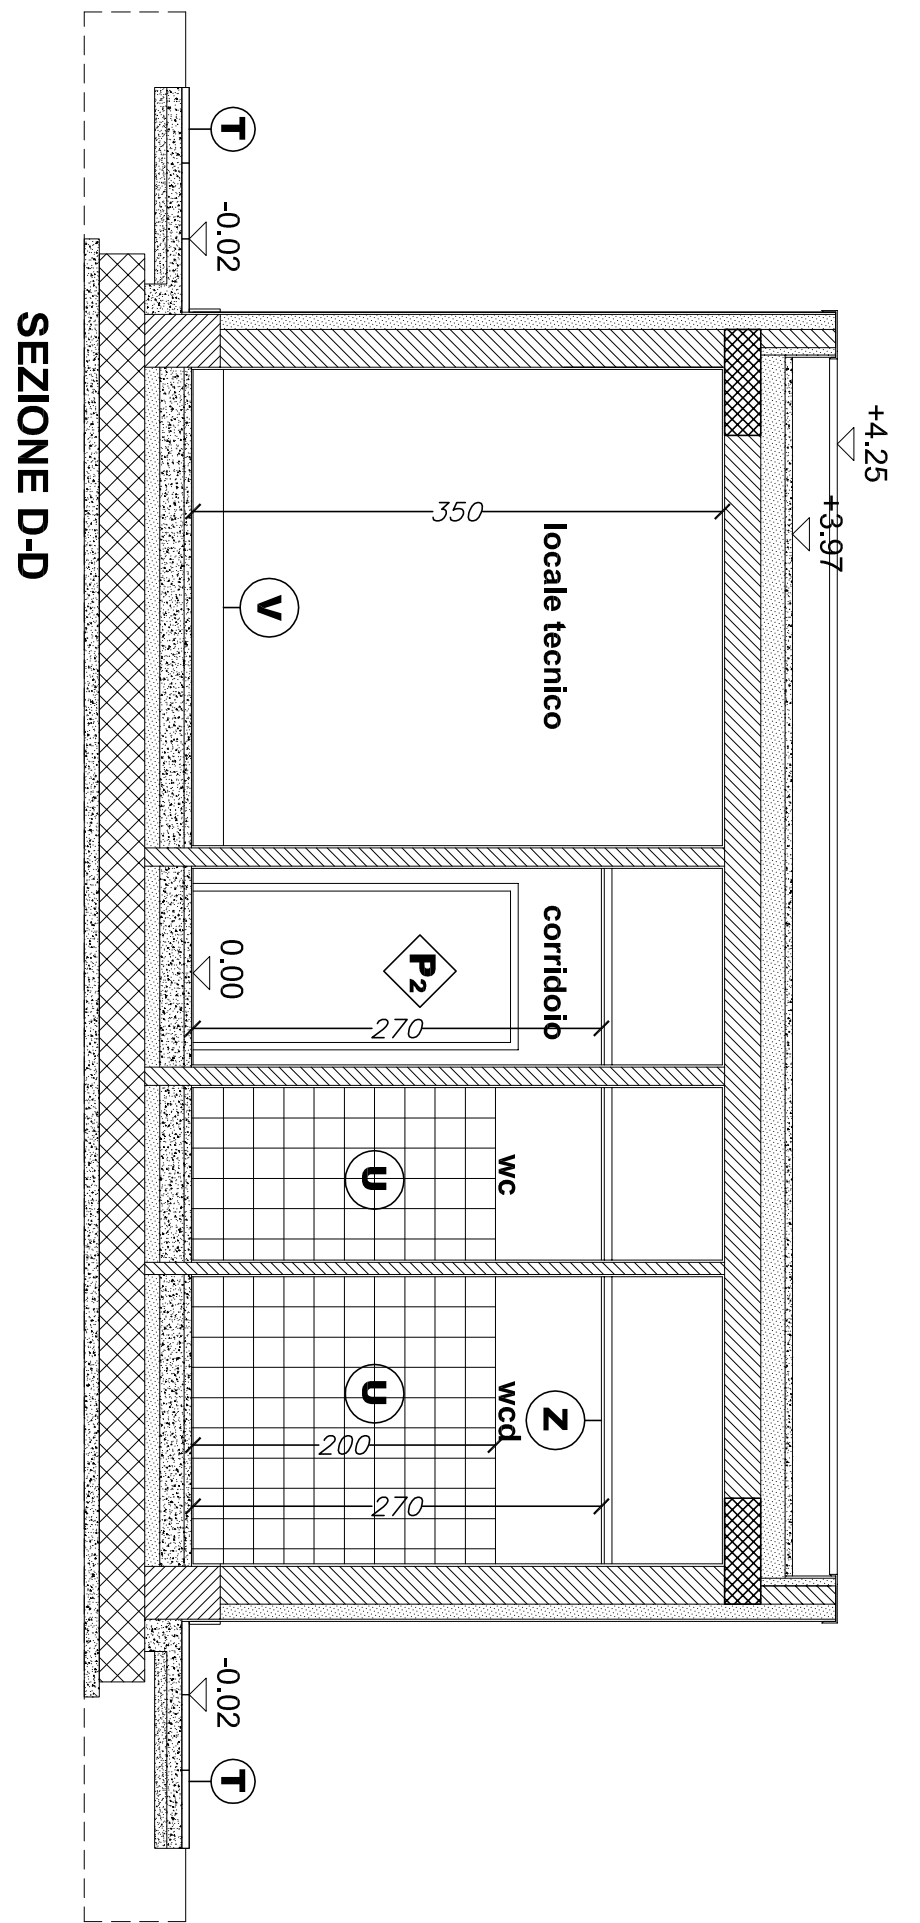 +4.25
+3.97
350
locale tecnico
V
corridoio
P2
270
0.00
wc
U
wcd
Z
U
200
270
T
-0.02
-0.02
T
SEZIONE D-D